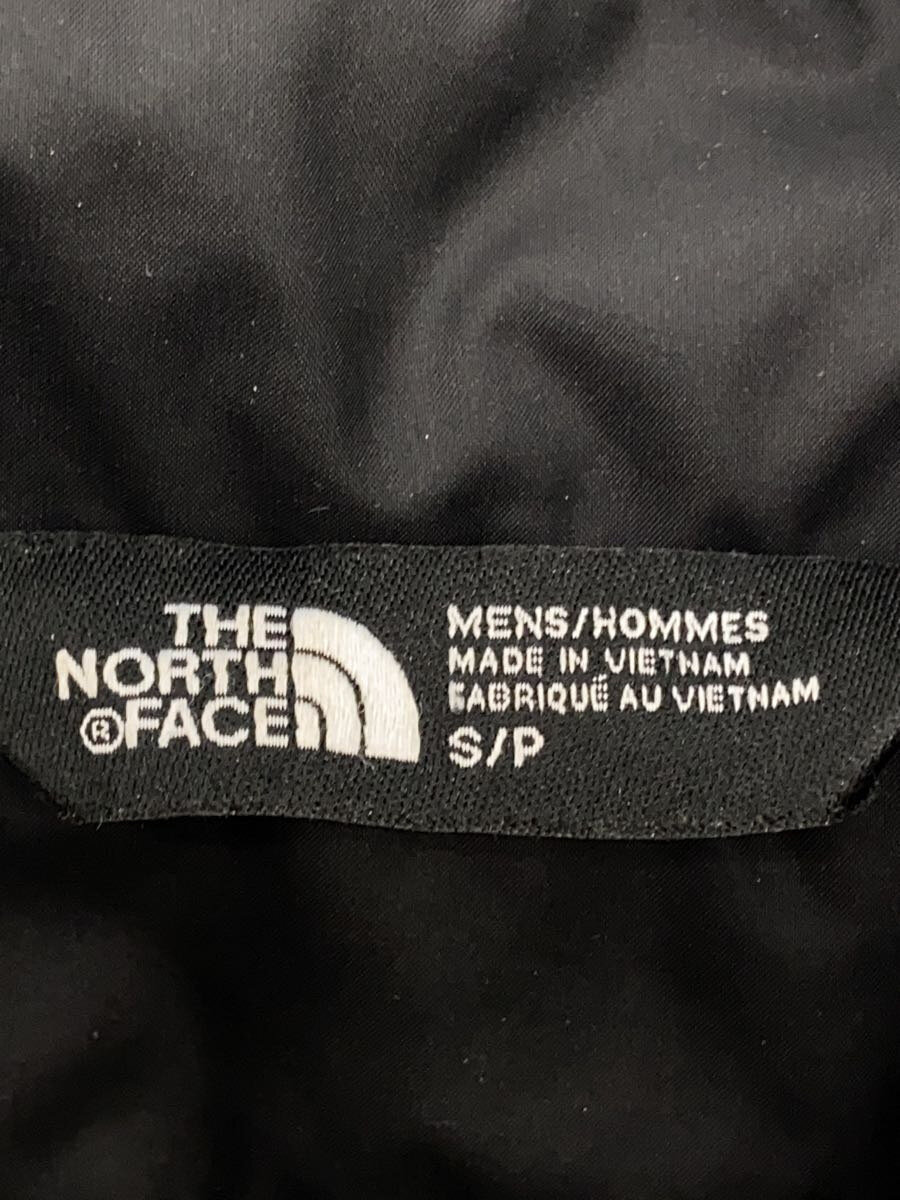 THE
NORTH
®FACE
MENS/HOMMES
MADE IN VIETNAM
FABRIQUÉ AU VIETNAM
S/P